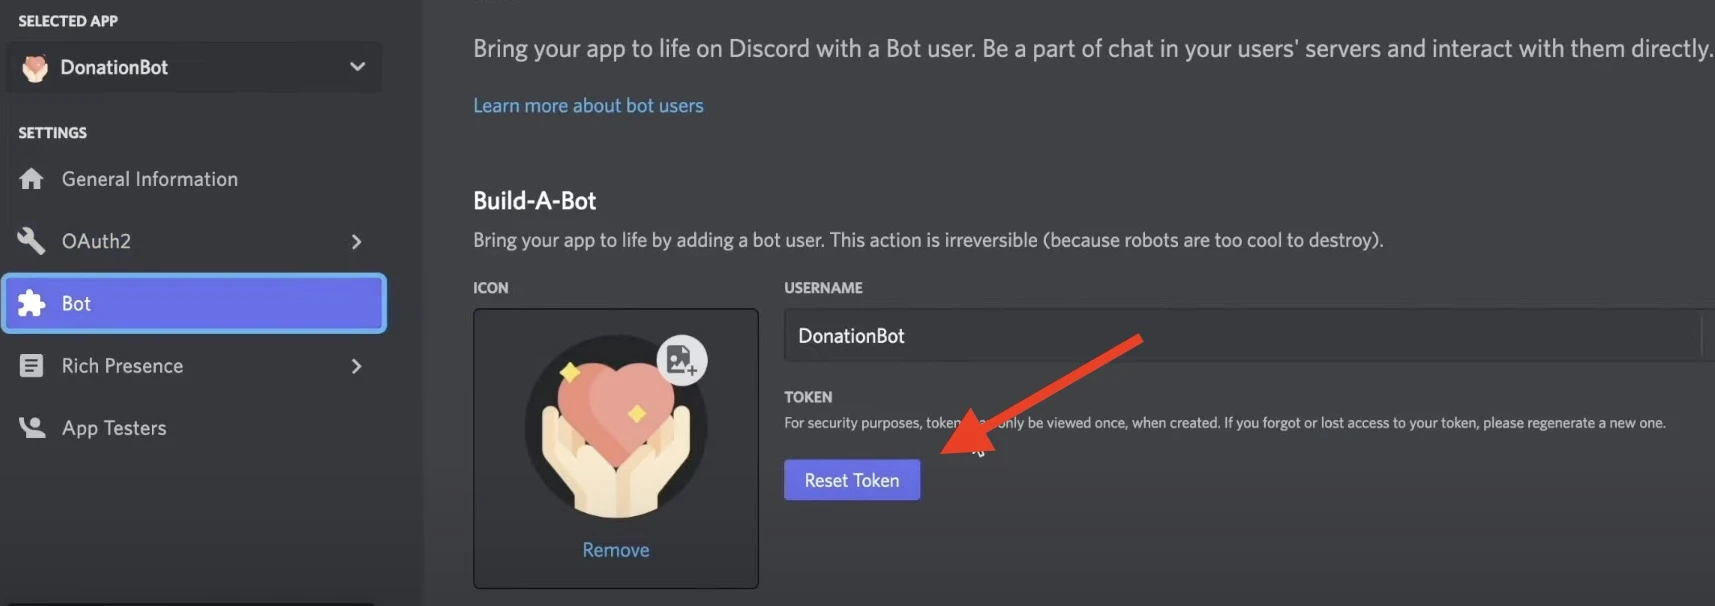 SELECTED APP
DonationBot
SETTINGS
General Information
OAuth2
Bot
Rich Presence
App Testers
Bring your app to life on Discord with a Bot user. Be a part of chat in your users' servers and interact with them directly.
Learn more about bot users
Build-A-Bot
Bring your app to life by adding a bot user. This action is irreversible (because robots are too cool to destroy).
ICON
Remove
USERNAME
DonationBot
TOKEN
For security purposes, only be viewed once, when created. If you forgot or lost access to your token, please regenerate a new one.
Reset Token